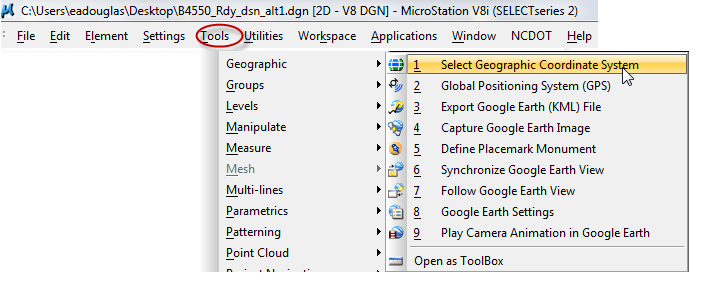 C:\Users\eadouglas\Desktop\B4550_Rdy_dsn_alt1.dgn [2D - V8 DGN] - MicroStation V8i (SELECTseries 2)
File Edit Element Settings Tools Utilities Workspace Applications Window NCDOT Help
Geographic
Groups
Levels
Manipulate
Measure
Mesh
Multi-lines
Parametrics
Patterning
Point Cloud
1 Select Geographic Coordinate System
2 Global Positioning System (GPS)
3 Export Google Earth (KML) File
4 Capture Google Earth Image
5 Define Placemark Monument
6 Synchronize Google Earth View
7 Follow Google Earth View
8 Google Earth Settings
9 Play Camera Animation in Google Earth
Open as ToolBox